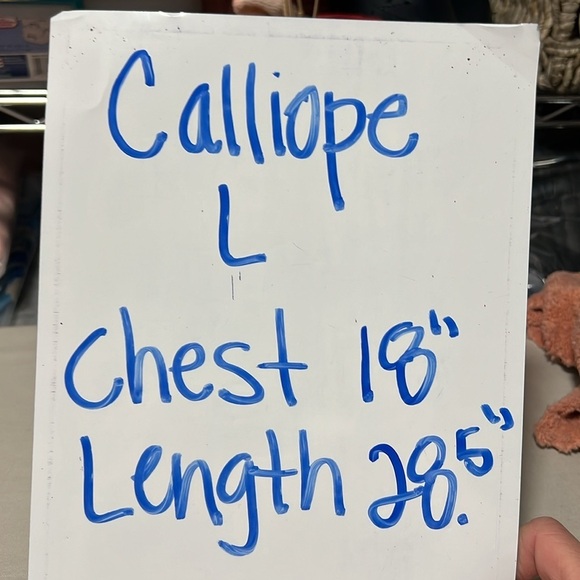 Calliope
L
Chest 18"
Length 28.5"